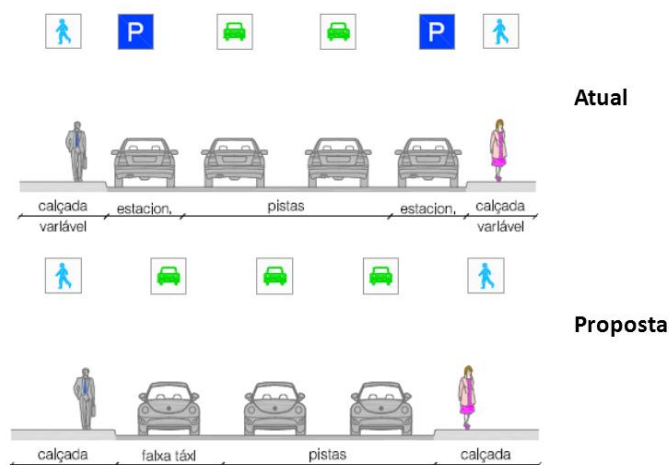 P
P
Atual
calçada estacion. pistas estacion. calçada
variável variável
Proposta
calçada faixa táxi pistas calçada